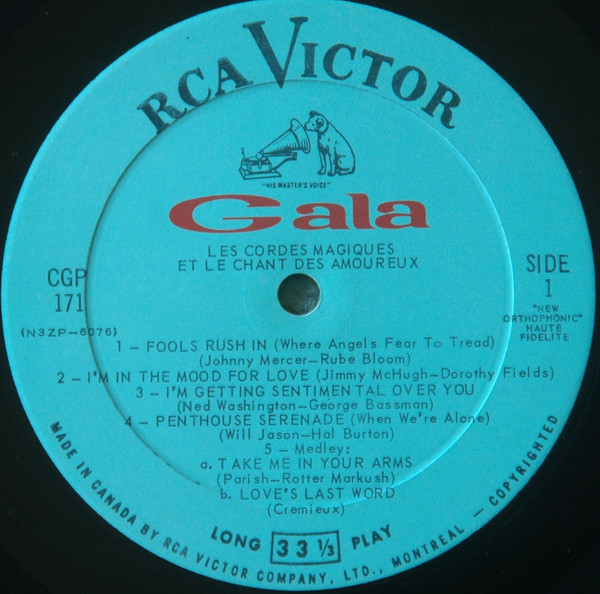 RCA VICTOR
"HIS MASTER'S VOICE"
Gala
LES CORDES MAGIQUES
ET LE CHANT DES AMOUREUX
CGP
171
(N3ZP-6076)
SIDE
1
"NEW
ORTHOPHONIC"
HAUTE
FIDELITE
1 - FOOLS RUSH IN (Where Angels Fear To Tread)
(Johnny Mercer-Rube Bloom)
2 - I'M IN THE MOOD FOR LOVE (Jimmy McHugh-Dorothy Fields)
3 - I'M GETTING SENTIMENTAL OVER YOU
(Ned Washington-George Bassman)
4 - PENTHOUSE SERENADE (When We're Alone)
(Will Jason-Hal Burton)
5 - Medley:
a. TAKE ME IN YOUR ARMS
(Parish-Rotter Markush)
b. LOVE'S LAST WORD
(Cremieux)
LONG 33 1/3 PLAY
MADE IN CANADA BY RCA VICTOR COMPANY, LTD., MONTREAL - COPYRIGHTED